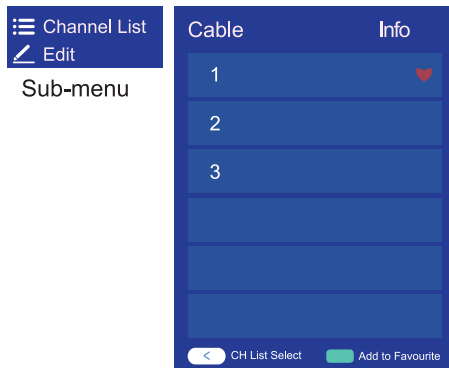 Channel List
Edit
Sub-menu
Cable Info
1
2
3
< CH List Select Add to Favourite